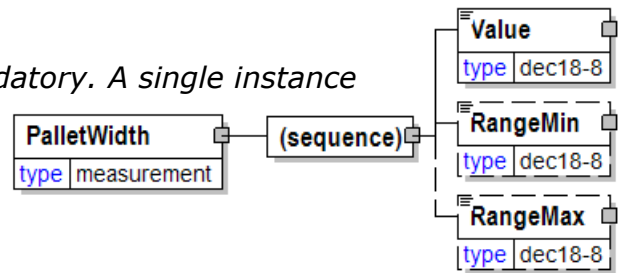 Value
type dec18-8
datory. A single instance
RangeMin
PalletWidth
(sequence)
type dec18-8
type measurement
RangeMax
type dec18-8